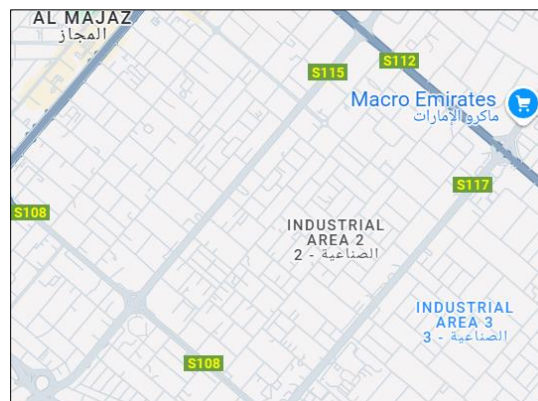 AL MAJAZ
المجاز
S112
S115
Macro Emirates
ماكرو الإمارات
S117
S108
INDUSTRIAL
AREA 2
الصناعية - 2
INDUSTRIAL
AREA 3
الصناعية - 3
S108